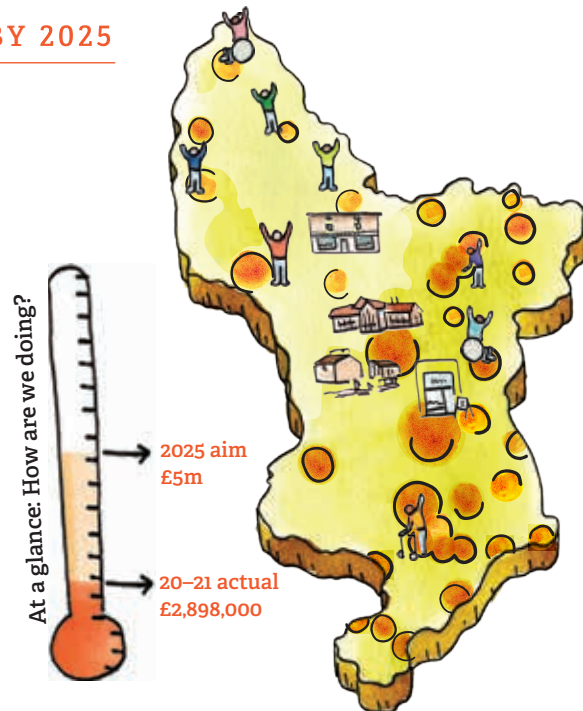 BY 2025
At a glance: How are we doing?
2025 aim
£5m
20–21 actual
£2,898,000